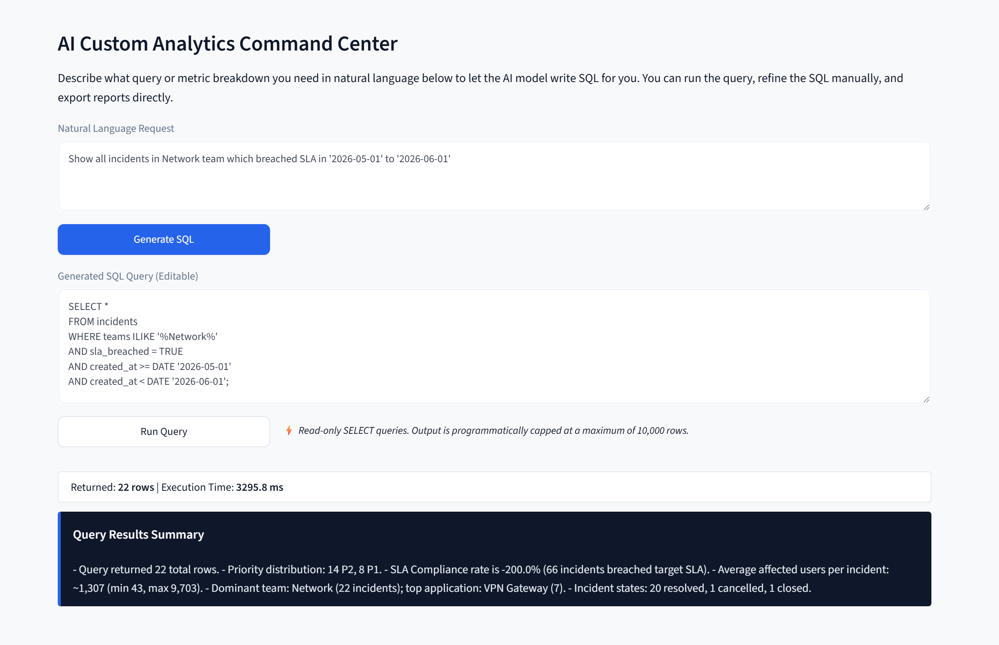 AI Custom Analytics Command Center
Describe what query or metric breakdown you need in natural language below to let the AI model write SQL for you. You can run the query, refine the SQL manually, and
export reports directly.
Natural Language Request
Show all incidents in Network team which breached SLA in '2026-05-01' to '2026-06-01'
Generate SQL
Generated SQL Query (Editable)
SELECT *
FROM incidents
WHERE teams ILIKE '%Network%'
AND sla_breached = TRUE
AND created_at >= DATE '2026-05-01'
AND created_at < DATE '2026-06-01';
Run Query
Read-only SELECT queries. Output is programmatically capped at a maximum of 10,000 rows.
Returned: 22 rows | Execution Time: 3295.8 ms
Query Results Summary
- Query returned 22 total rows. - Priority distribution: 14 P2, 8 P1. - SLA Compliance rate is -200.0% (66 incidents breached target SLA). - Average affected users per incident:
~1,307 (min 43, max 9,703). - Dominant team: Network (22 incidents); top application: VPN Gateway (7). - Incident states: 20 resolved, 1 cancelled, 1 closed.